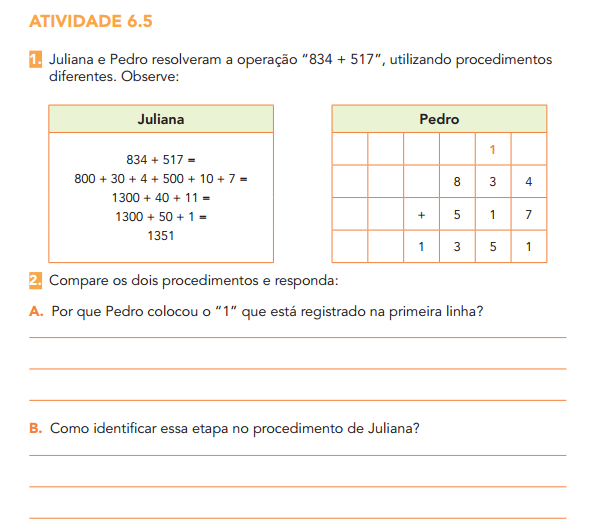 ATIVIDADE 6.5
1. Juliana e Pedro resolveram a operação “834 + 517”, utilizando procedimentos
diferentes. Observe:
Juliana
834 + 517 =
800 + 30 + 4 + 500 + 10 + 7 =
1300 + 40 + 11 =
1300 + 50 + 1 =
1351
Pedro
1
8 3 4
+ 5 1 7
1 3 5 1
2. Compare os dois procedimentos e responda:
A. Por que Pedro colocou o “1” que está registrado na primeira linha?
B. Como identificar essa etapa no procedimento de Juliana?